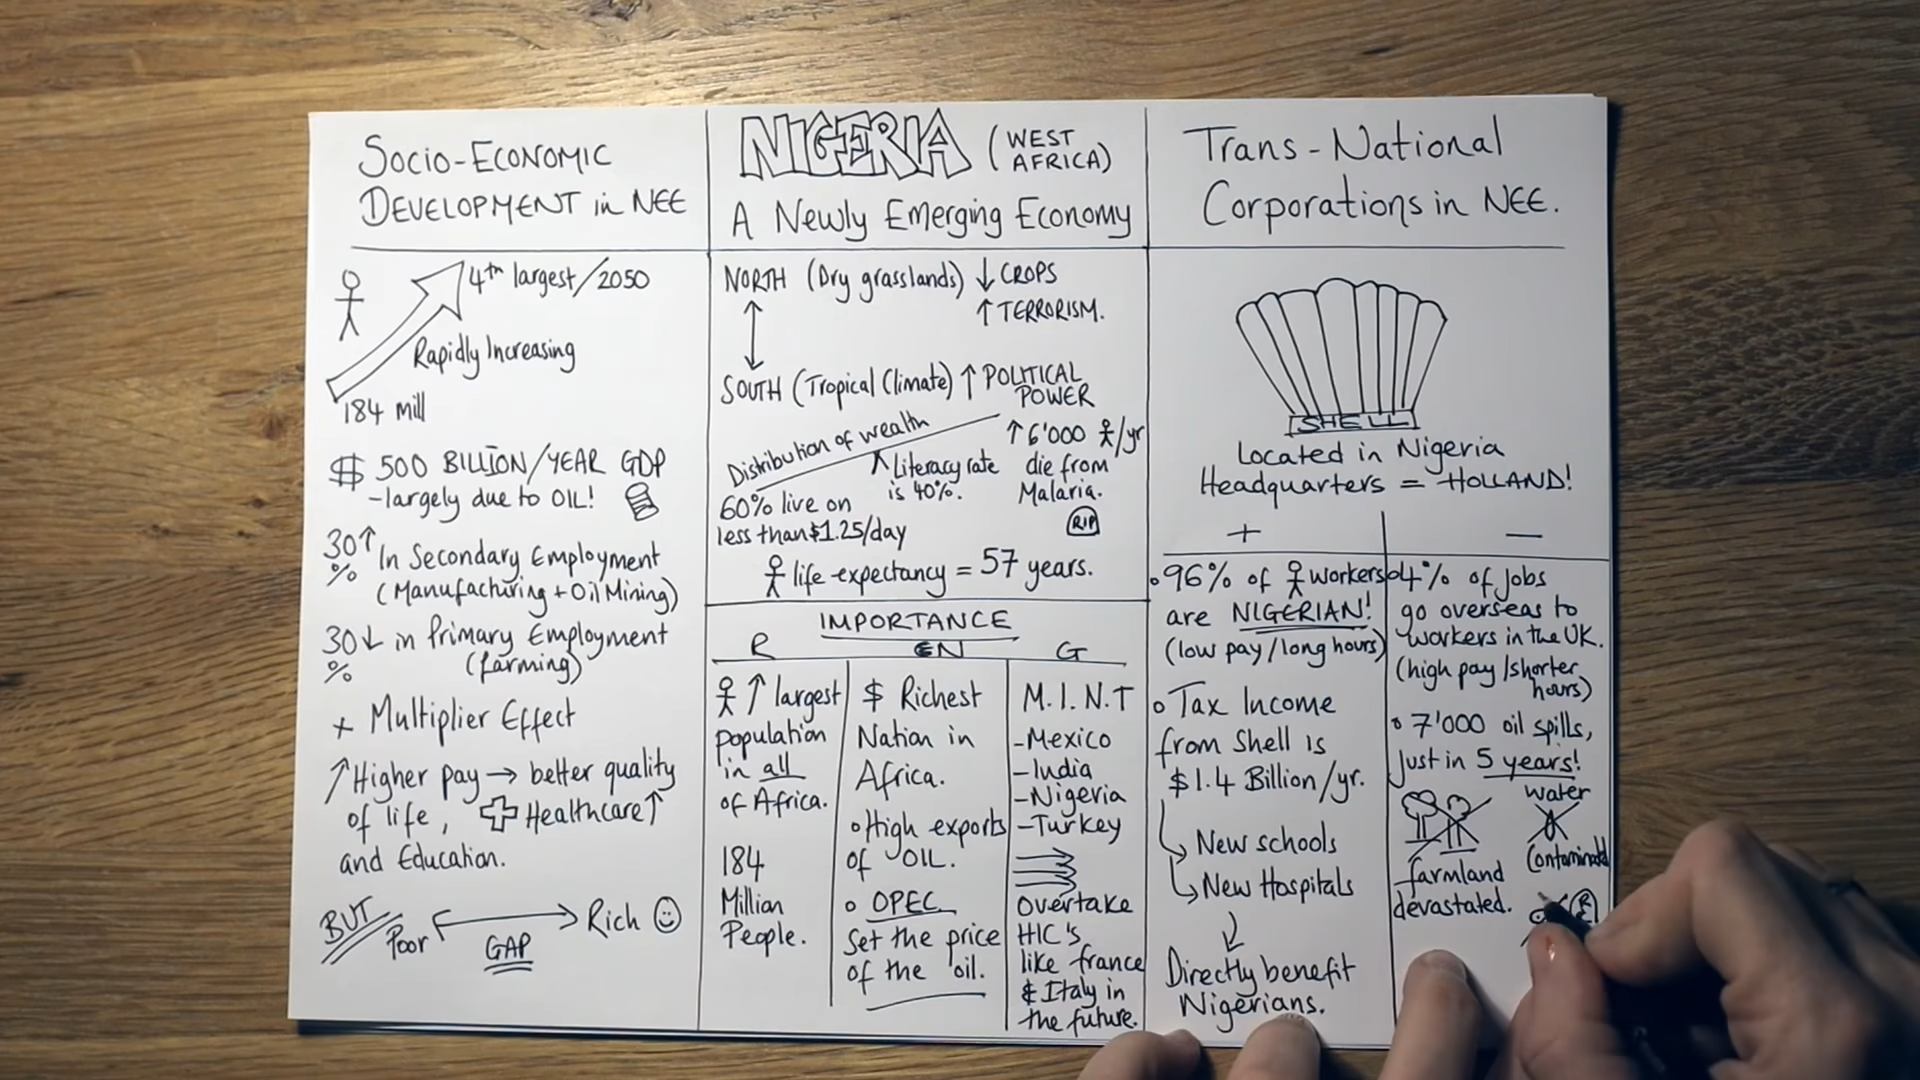 Socio-Economic
Development in NEE
4th largest/2050
Rapidly Increasing
184 mill
$ 500 BILLION/YEAR GDP
-largely due to OIL!
30%↑ In Secondary Employment
(Manufacturing + Oil Mining)
30%↓ in Primary Employment
(farming)
x Multiplier Effect
↑Higher pay → better quality
of life, Healthcare↑
and Education.
BUT Poor ↔ Rich
GAP
NIGERIA (WEST
AFRICA)
A Newly Emerging Economy
NORTH (Dry grasslands) ↓ CROPS
↑ TERRORISM.
SOUTH (Tropical Climate) ↑ POLITICAL
POWER
Distribution of wealth
60% live on
less than $1.25/day
Literacy rate
is 40%.
↑ 6'000 /yr
die from
Malaria.
RIP
life expectancy = 57 years.
IMPORTANCE
R
↑ largest
population
in all
of Africa.
184
Million
People.
EN
$ Richest
Nation in
Africa.
o High exports
of OIL.
o OPEC
Set the price
of the oil.
G
M.I.N.T
-Mexico
-India
-Nigeria
-Turkey
Overtake
HIC's
like france
& Italy in
the future.
Trans-National
Corporations in NEE.
SHELL
Located in Nigeria
Headquarters = HOLLAND!
+
o 96% of workers
are NIGERIAN!
(low pay/long hours)
o Tax Income
from Shell is
$1.4 Billion/yr.
↳ New schools
↳ New Hospitals
↓
Directly benefit
Nigerians.
-
o 4% of jobs
go overseas to
workers in the UK.
(high pay/shorter
hours)
o 7'000 oil spills,
Just in 5 years!
farmland
devastated.
water